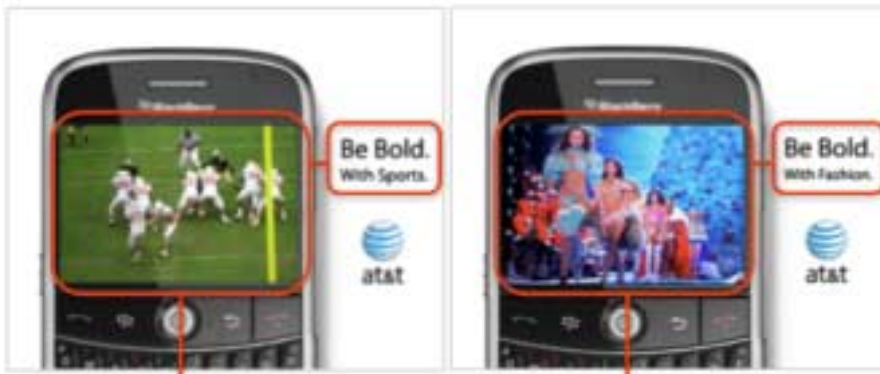 BlackBerry
Be Bold.
With Sports.
at&t
BlackBerry
Be Bold.
With Fashion.
at&t